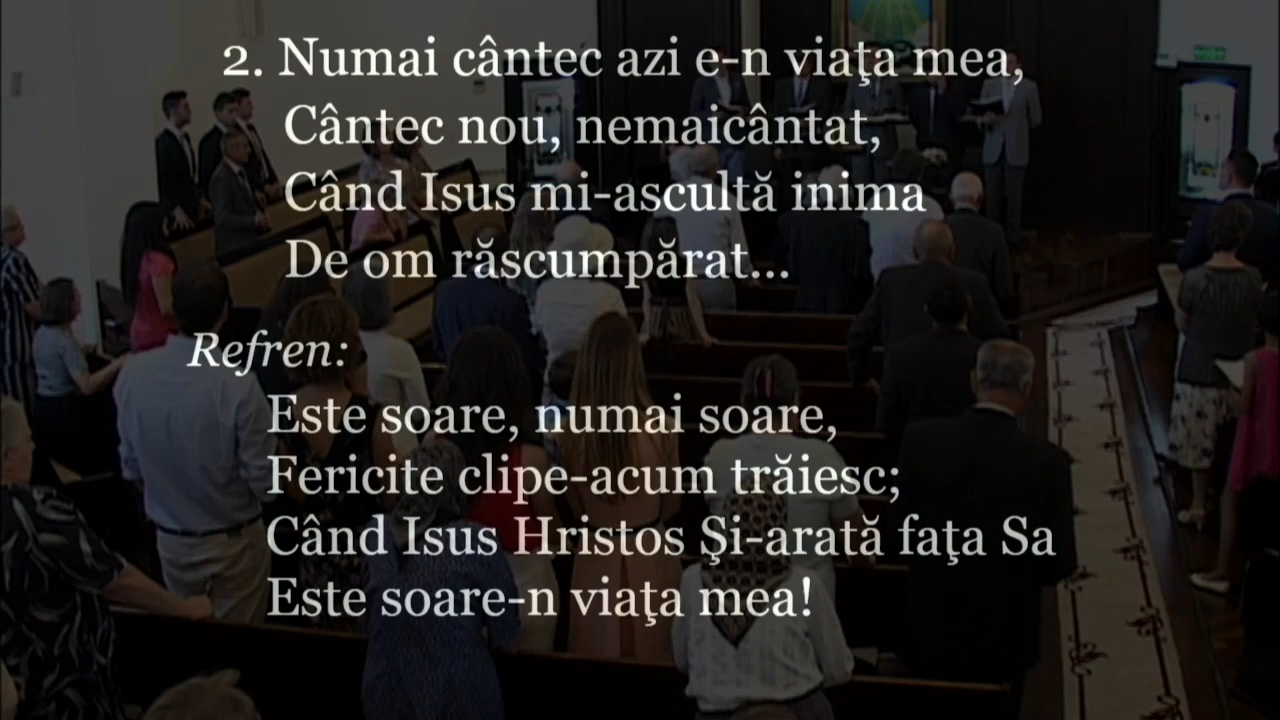 2. Numai cântec azi e-n viaţa mea,
Cântec nou, nemaicântat,
Când Isus mi-ascultă inima
De om răscumpărat...
Refren:
Este soare, numai soare,
Fericite clipe-acum trăiesc;
Când Isus Hristos Şi-arată faţa Sa
Este soare-n viaţa mea!